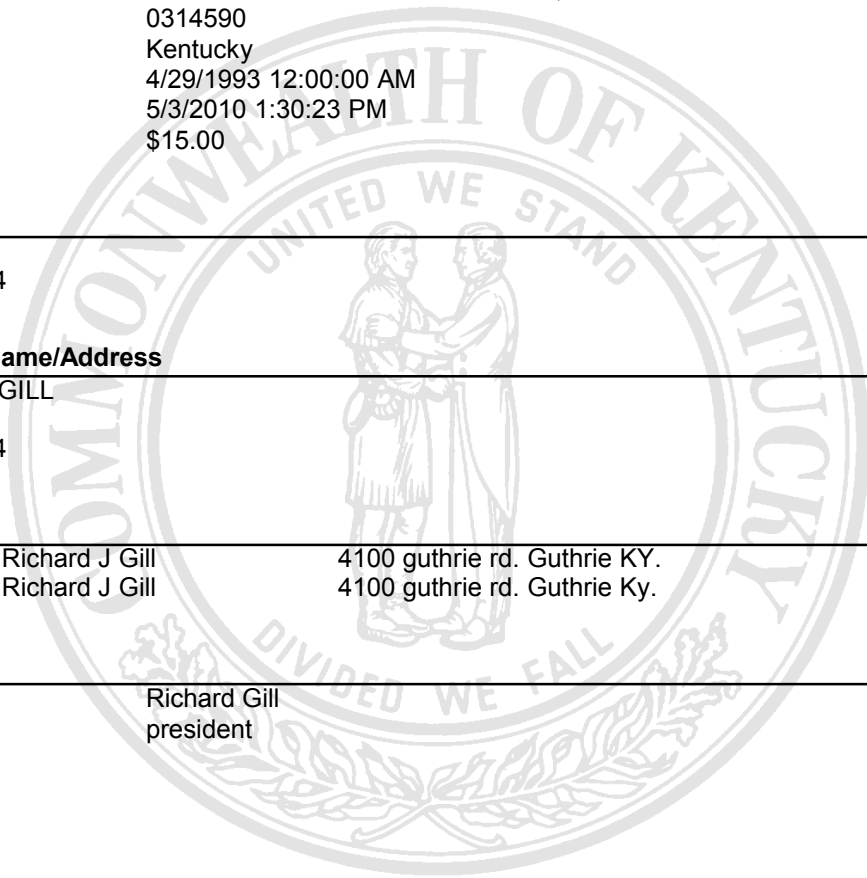 0314590
Kentucky
4/29/1993 12:00:00 AM
5/3/2010 1:30:23 PM
$15.00
4
ame/Address
GILL
4
Richard J Gill 4100 guthrie rd. Guthrie KY.
Richard J Gill 4100 guthrie rd. Guthrie Ky.
Richard Gill
president
COMMONWEALTH OF KENTUCKY
UNITED WE STAND
DIVIDED WE FALL